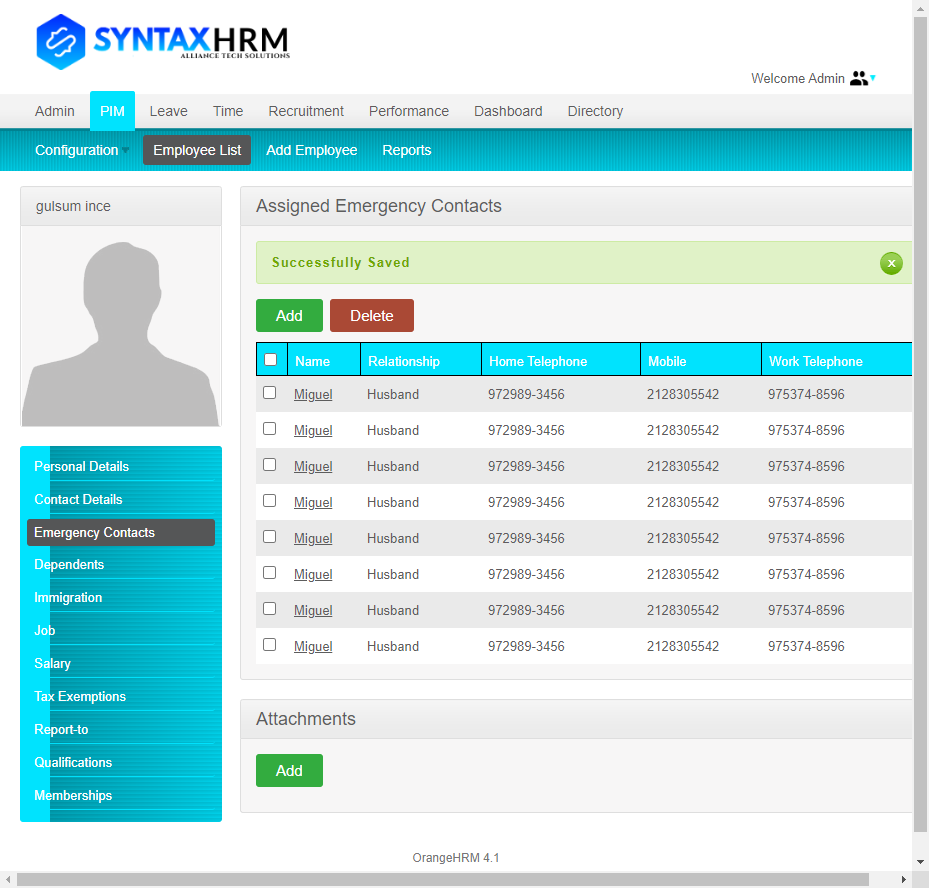 SYNTAXHRM
ALLIANCE TECH SOLUTIONS
Welcome Admin
Admin PIM Leave Time Recruitment Performance Dashboard Directory
Configuration Employee List Add Employee Reports
gulsum ince
Assigned Emergency Contacts
Successfully Saved
x
Add Delete
Name Relationship Home Telephone Mobile Work Telephone
Miguel Husband 972989-3456 2128305542 975374-8596
Miguel Husband 972989-3456 2128305542 975374-8596
Miguel Husband 972989-3456 2128305542 975374-8596
Miguel Husband 972989-3456 2128305542 975374-8596
Miguel Husband 972989-3456 2128305542 975374-8596
Miguel Husband 972989-3456 2128305542 975374-8596
Miguel Husband 972989-3456 2128305542 975374-8596
Miguel Husband 972989-3456 2128305542 975374-8596
Personal Details
Contact Details
Emergency Contacts
Dependents
Immigration
Job
Salary
Tax Exemptions
Report-to
Qualifications
Memberships
Attachments
Add
OrangeHRM 4.1